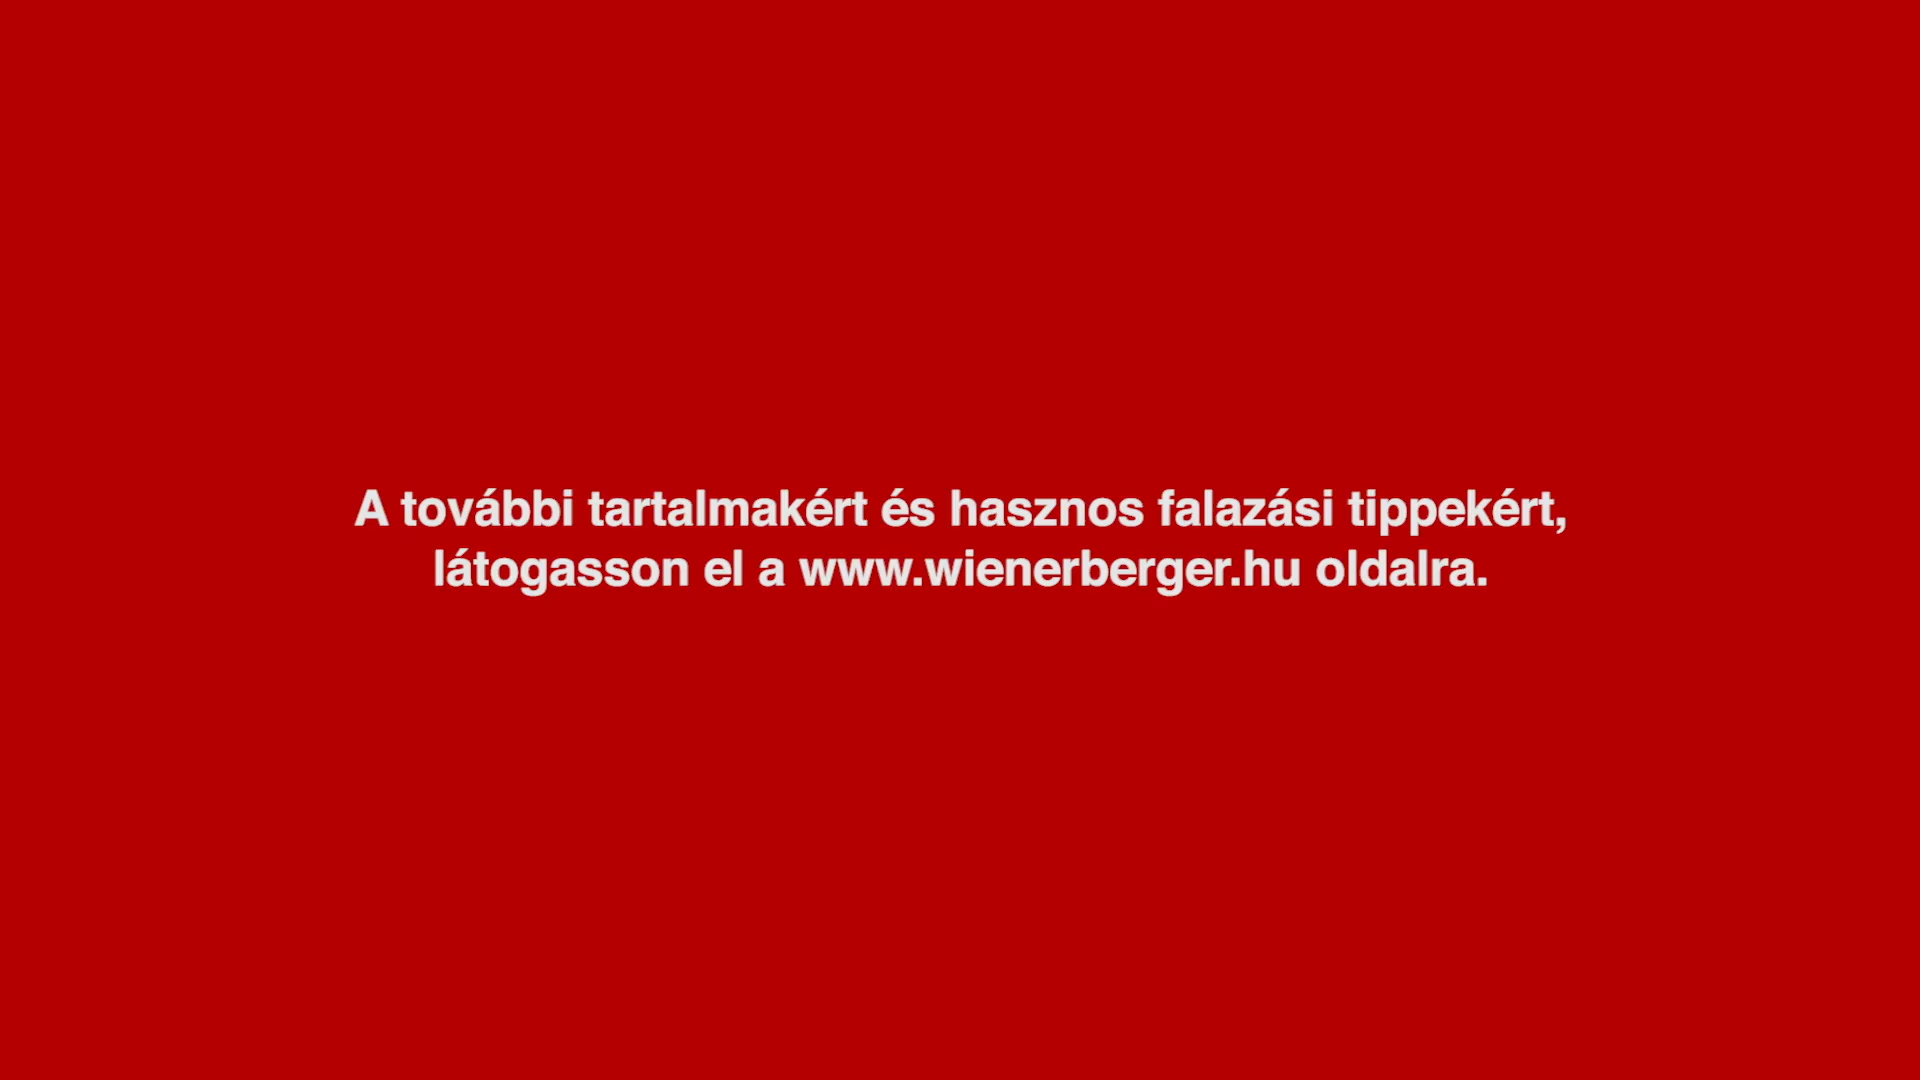 A további tartalmakért és hasznos falazási tippekért,
látogasson el a www.wienerberger.hu oldalra.